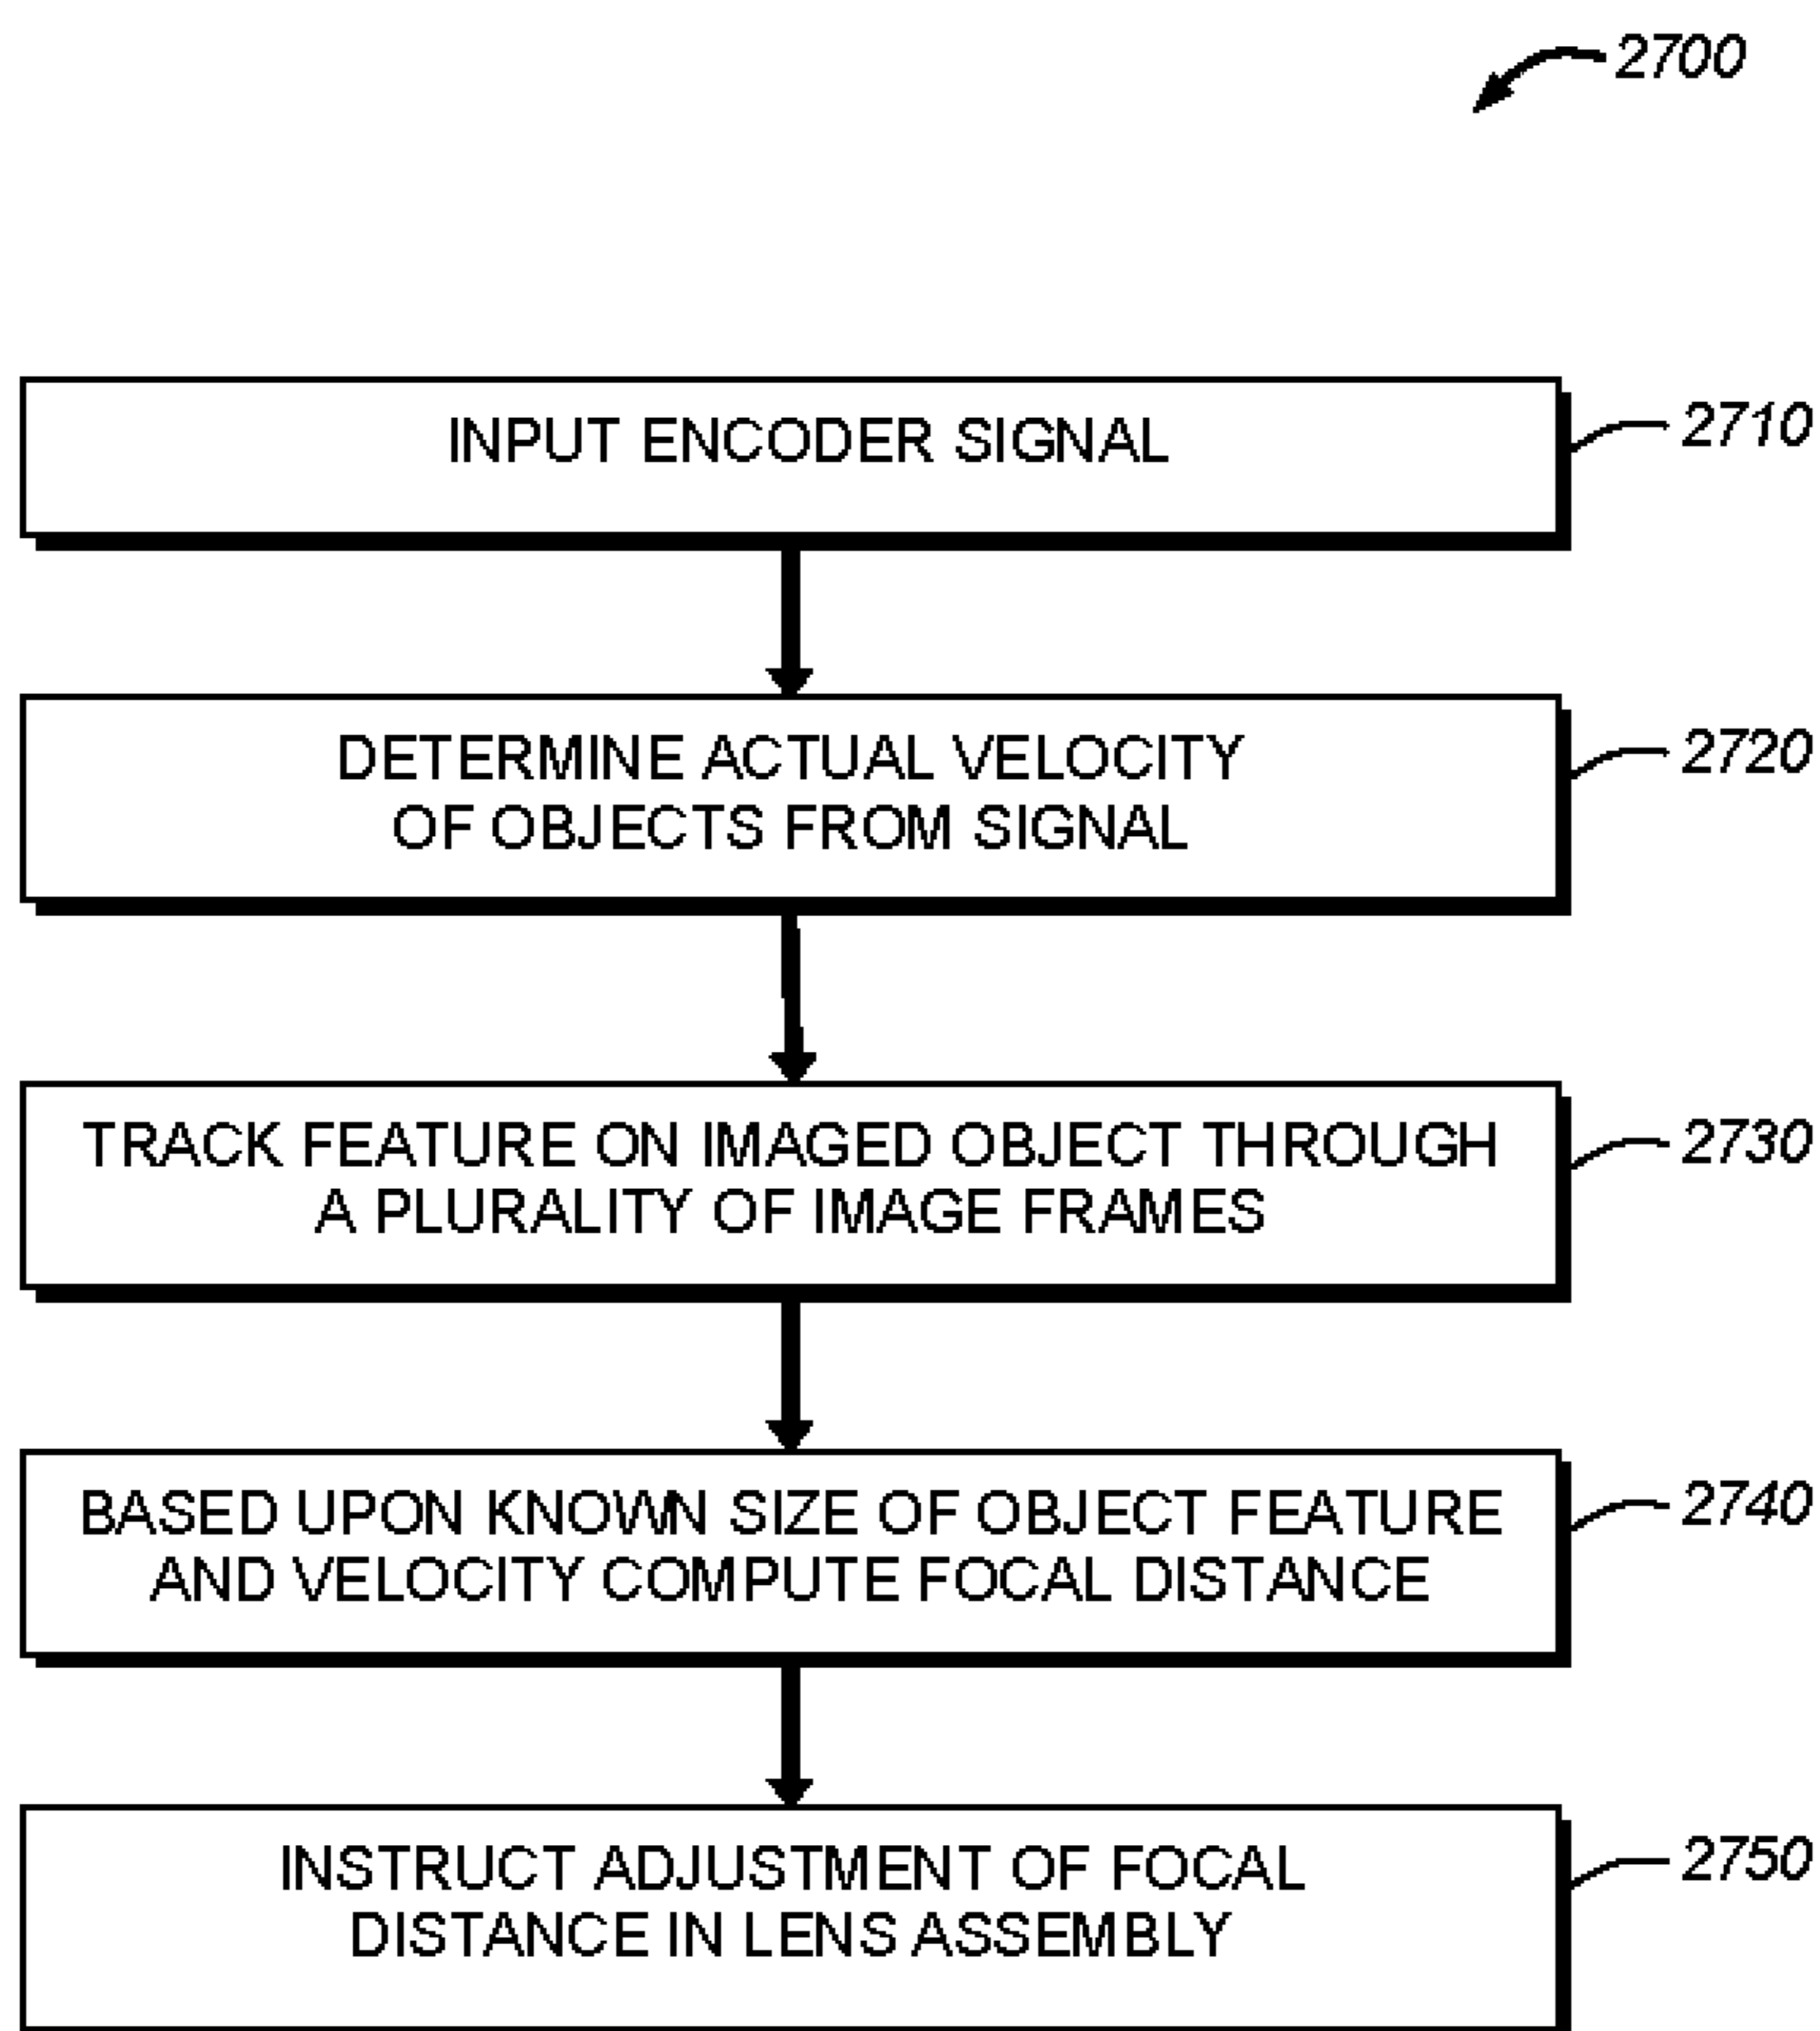 2700
INPUT ENCODER SIGNAL
2710
DETERMINE ACTUAL VELOCITY
OF OBJECTS FROM SIGNAL
2720
TRACK FEATURE ON IMAGED OBJECT THROUGH
A PLURALITY OF IMAGE FRAMES
2730
BASED UPON KNOWN SIZE OF OBJECT FEATURE
AND VELOCITY COMPUTE FOCAL DISTANCE
2740
INSTRUCT ADJUSTMENT OF FOCAL
DISTANCE IN LENS ASSEMBLY
2750